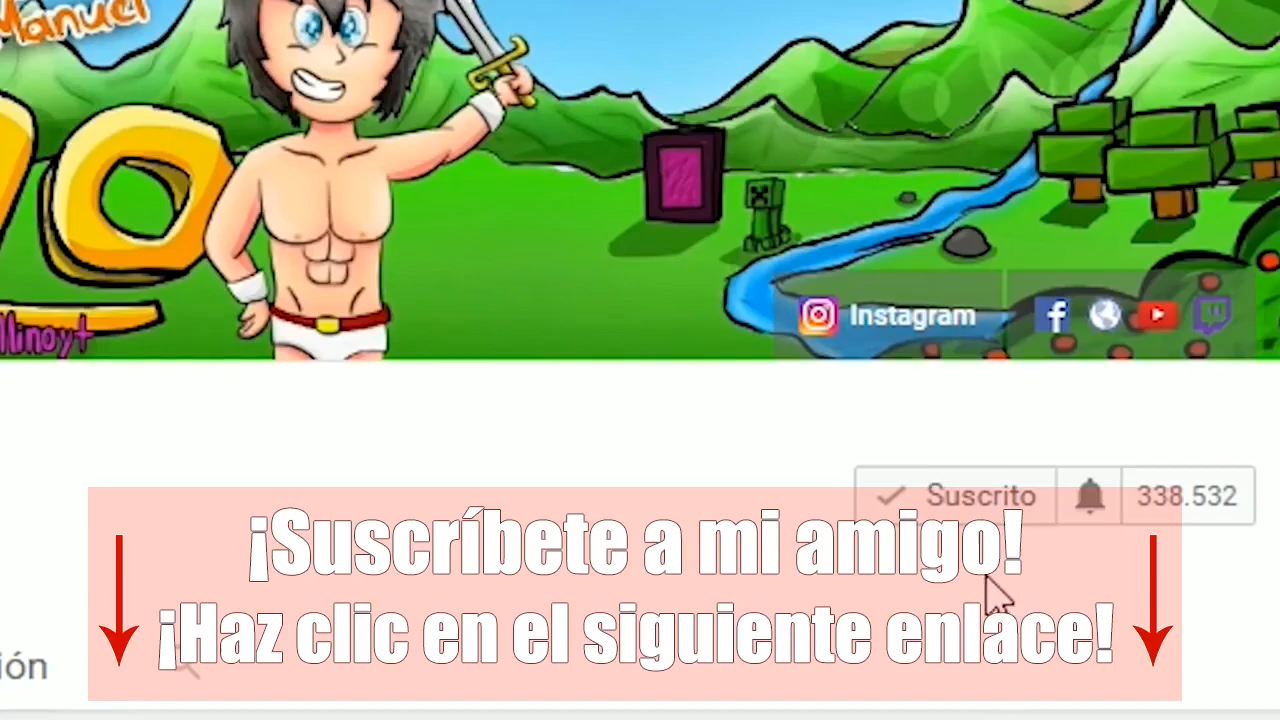 Manuel
Instagram
Suscrito 338.532
¡Suscríbete a mi amigo!
¡Haz clic en el siguiente enlace!
ión